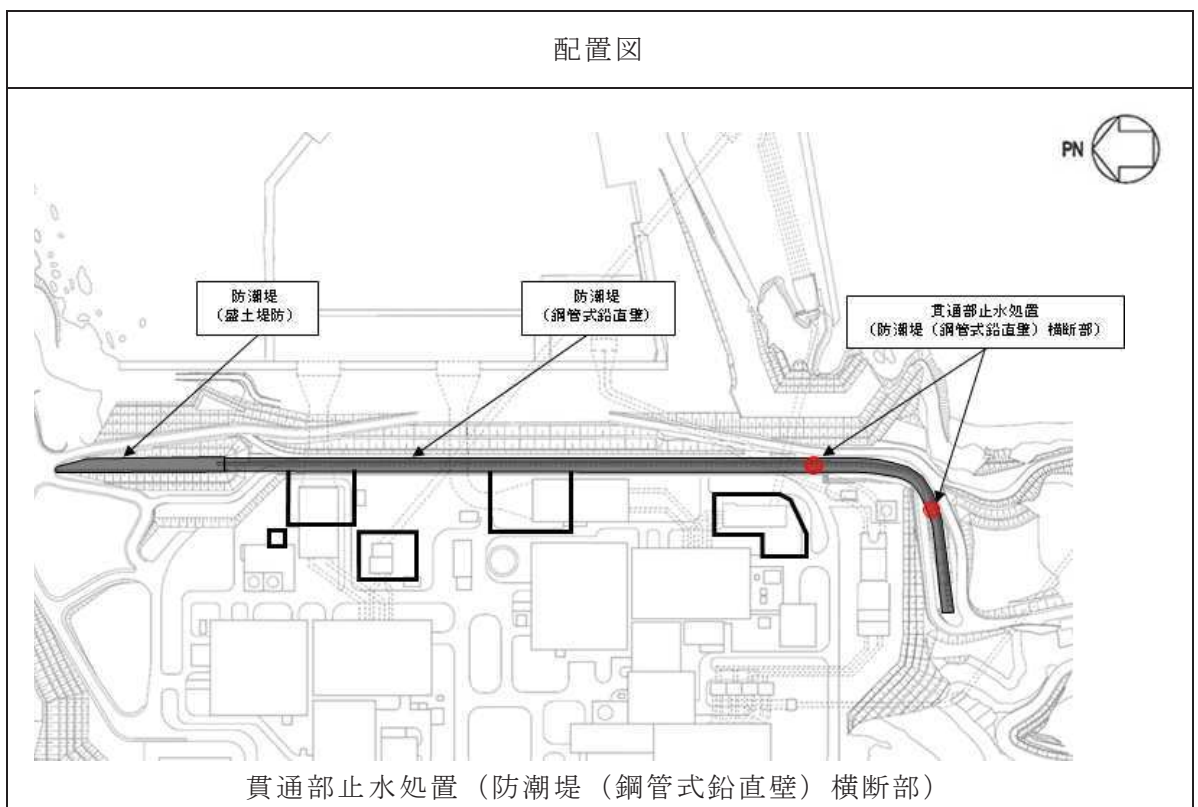 配置図
PN
防潮堤
(盛土堤防)
防潮堤
(鋼管式鉛直壁)
貫通部止水処置
(防潮堤(鋼管式鉛直壁)横断部)
貫通部止水処置(防潮堤(鋼管式鉛直壁)横断部)